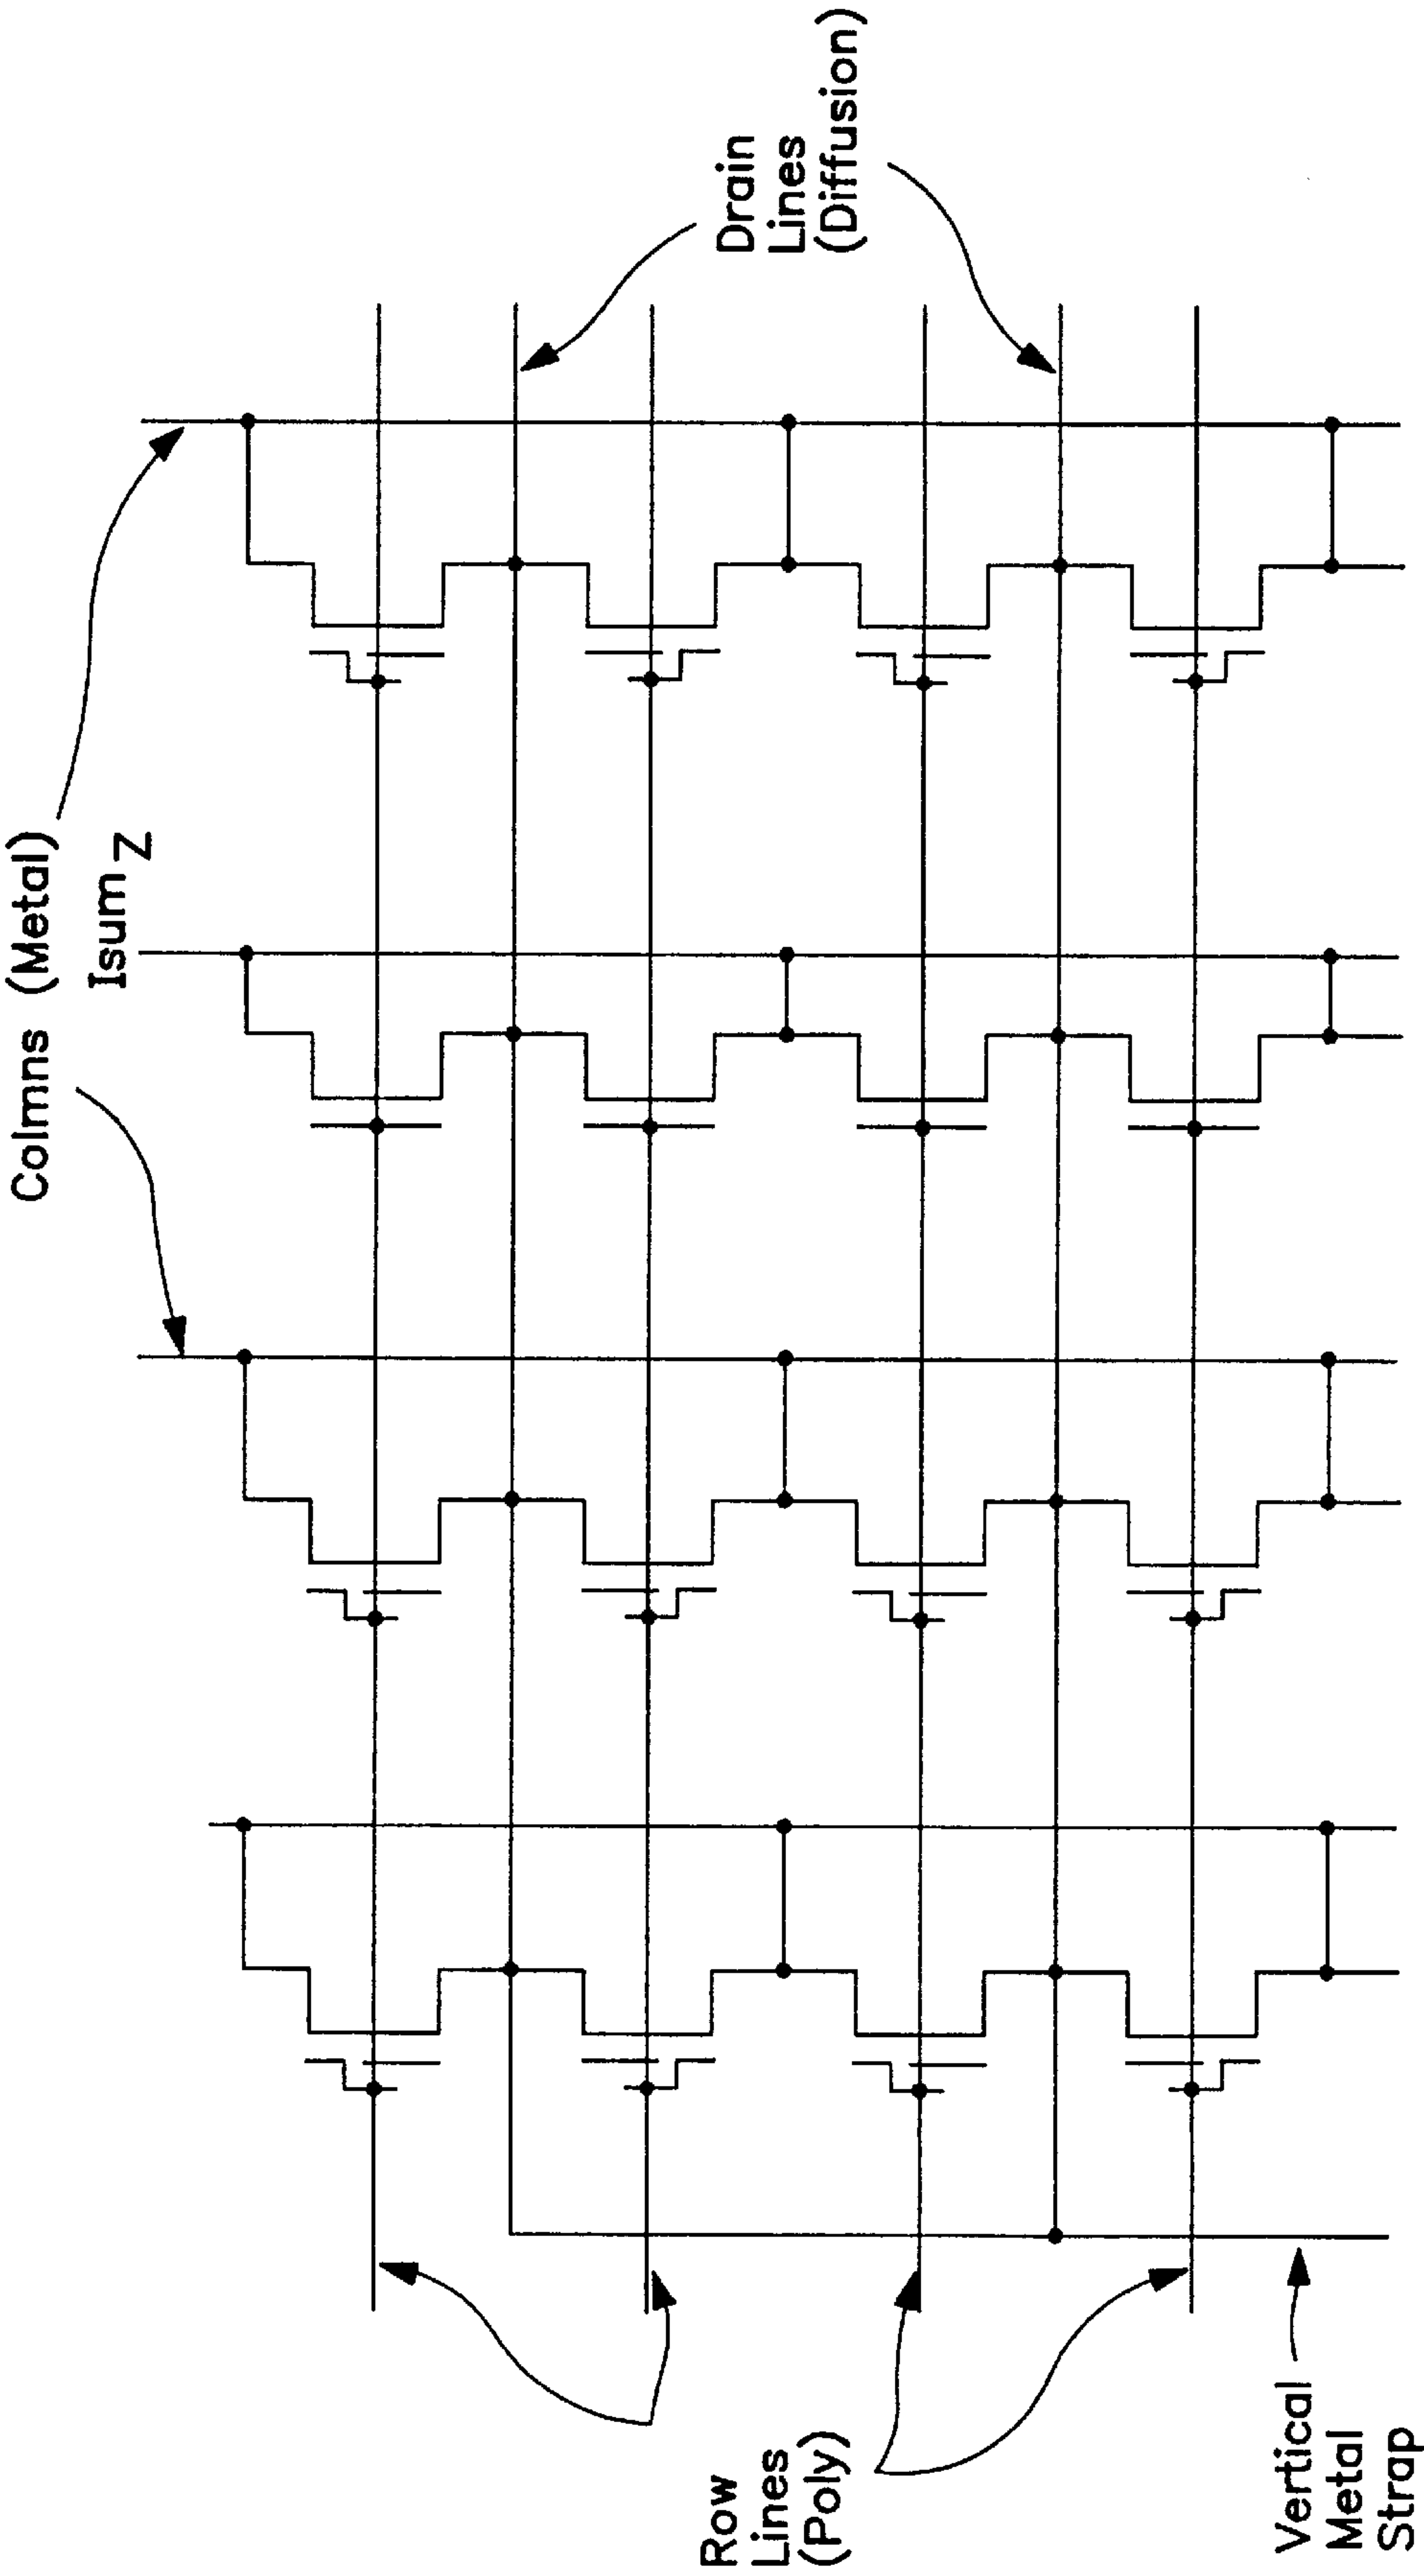 Colmns (Metal)
Isum Z
Drain
Lines
(Diffusion)
Row
Lines
(Poly)
Vertical
Metal
Strap